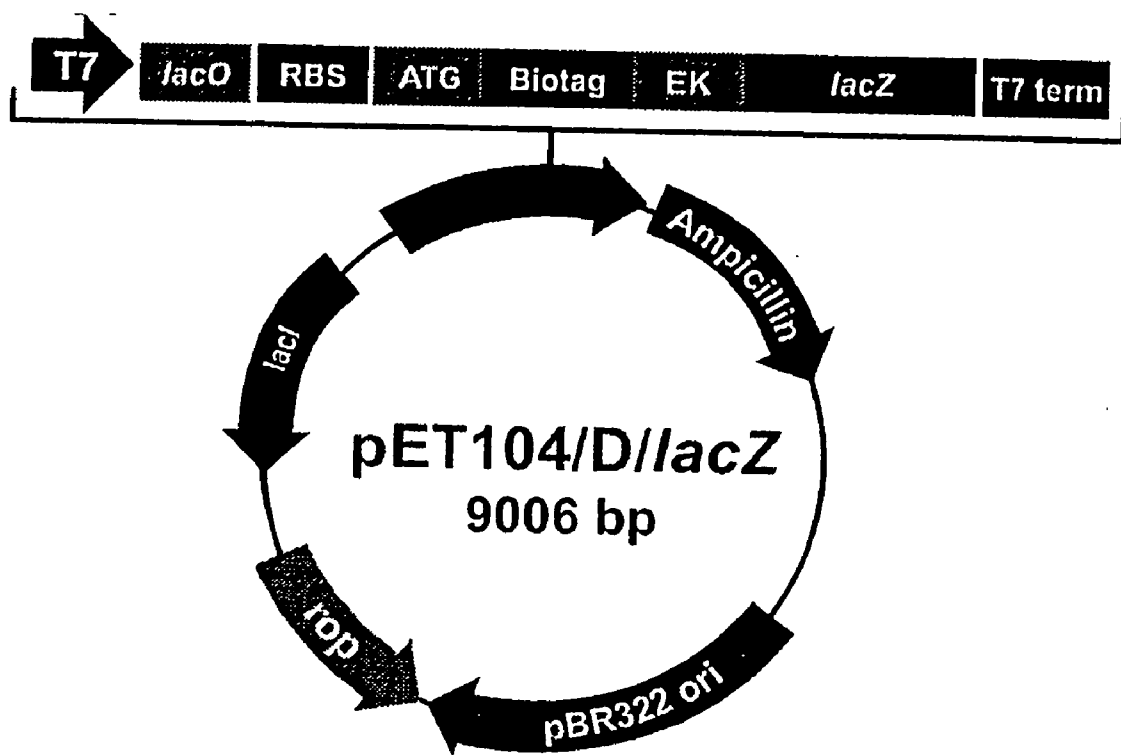 T7 lacO RBS ATG Biotag EK lacZ T7 term
Ampicillin
lacI
pET104/D//lacZ
9006 bp
rop
pBR322 ori